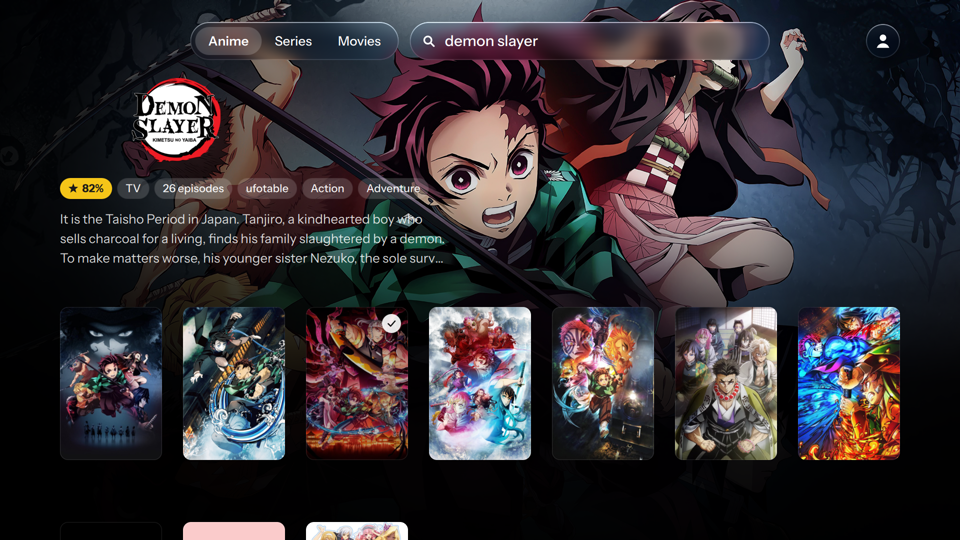 Anime
Series
Movies
demon slayer
DEMON
SLAYER
KIMETSU NO YAIBA
82%
TV
26 episodes
ufotable
Action
Adventure
It is the Taisho Period in Japan. Tanjiro, a kindhearted boy who
sells charcoal for a living, finds his family slaughtered by a demon.
To make matters worse, his younger sister Nezuko, the sole surv...